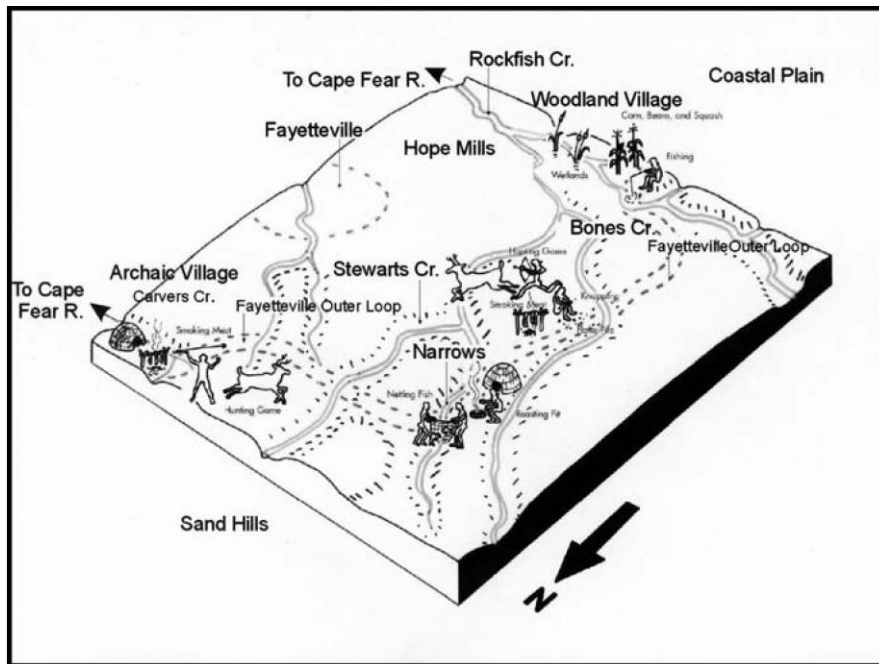 Rockfish Cr.
To Cape Fear R.
Coastal Plain
Woodland Village
Corn, Beans, and Squash
Fayetteville
Hope Mills
Fishing
Wetlands
Bones Cr.
Hunting Game
Fayetteville Outer Loop
Archaic Village
Stewarts Cr.
Carvers Cr.
To Cape
Fear R.
Fayetteville Outer Loop
Knapping
Smoking Meat
Smoking Meat
Narrows
Netting Fish
Hunting Game
Roasting Pit
Sand Hills
N